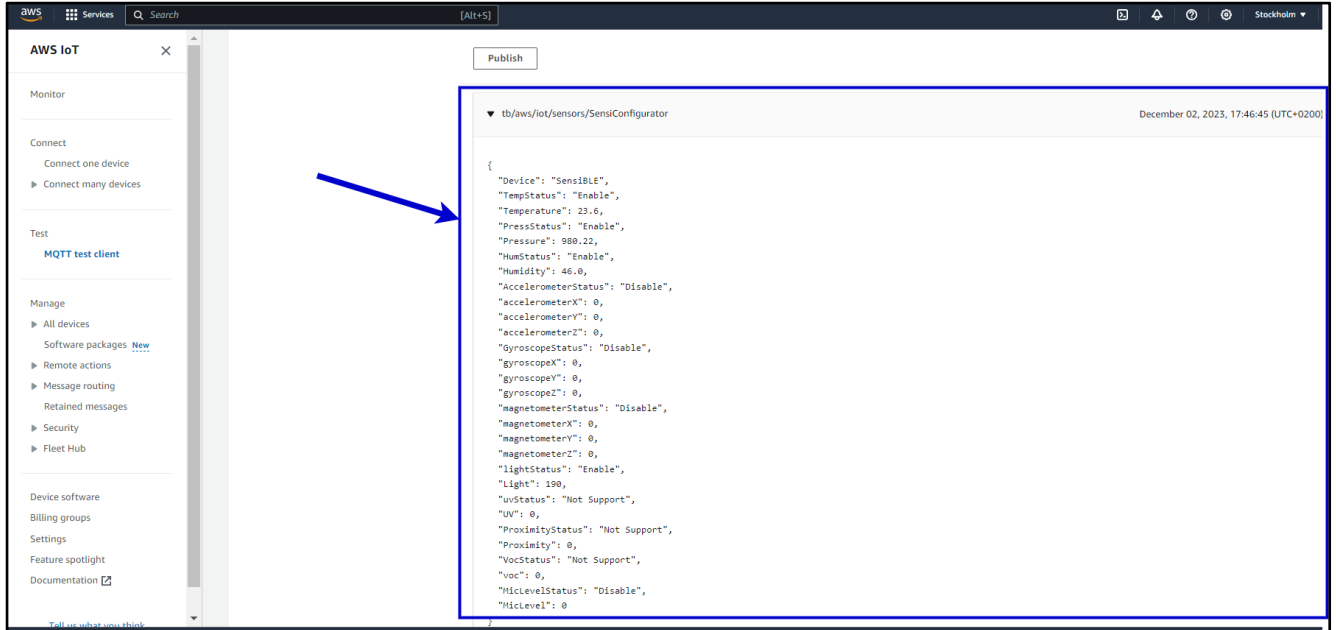 aws
Services
Search
[Alt+S]
Stockholm
AWS IoT
Monitor
Connect
Connect one device
Connect many devices
Test
MQTT test client
Manage
All devices
Software packages New
Remote actions
Message routing
Retained messages
Security
Fleet Hub
Device software
Billing groups
Settings
Feature spotlight
Documentation
Tell us what you think
Publish
tb/aws/iot/sensors/SensiConfigurator
December 02, 2023, 17:46:45 (UTC+0200)
{
"Device": "SensiBLE",
"TempStatus": "Enable",
"Temperature": 23.6,
"PressStatus": "Enable",
"Pressure": 980.22,
"HumStatus": "Enable",
"Humidity": 46.0,
"AccelerometerStatus": "Disable",
"accelerometerX": 0,
"accelerometerY": 0,
"accelerometerZ": 0,
"GyroscopeStatus": "Disable",
"gyroscopeX": 0,
"gyroscopeY": 0,
"gyroscopeZ": 0,
"magnetometerStatus": "Disable",
"magnetometerX": 0,
"magnetometerY": 0,
"magnetometerZ": 0,
"lightStatus": "Enable",
"Light": 190,
"uvStatus": "Not Support",
"UV": 0,
"ProximityStatus": "Not Support",
"Proximity": 0,
"VocStatus": "Not Support",
"voc": 0,
"MicLevelStatus": "Disable",
"MicLevel": 0
}